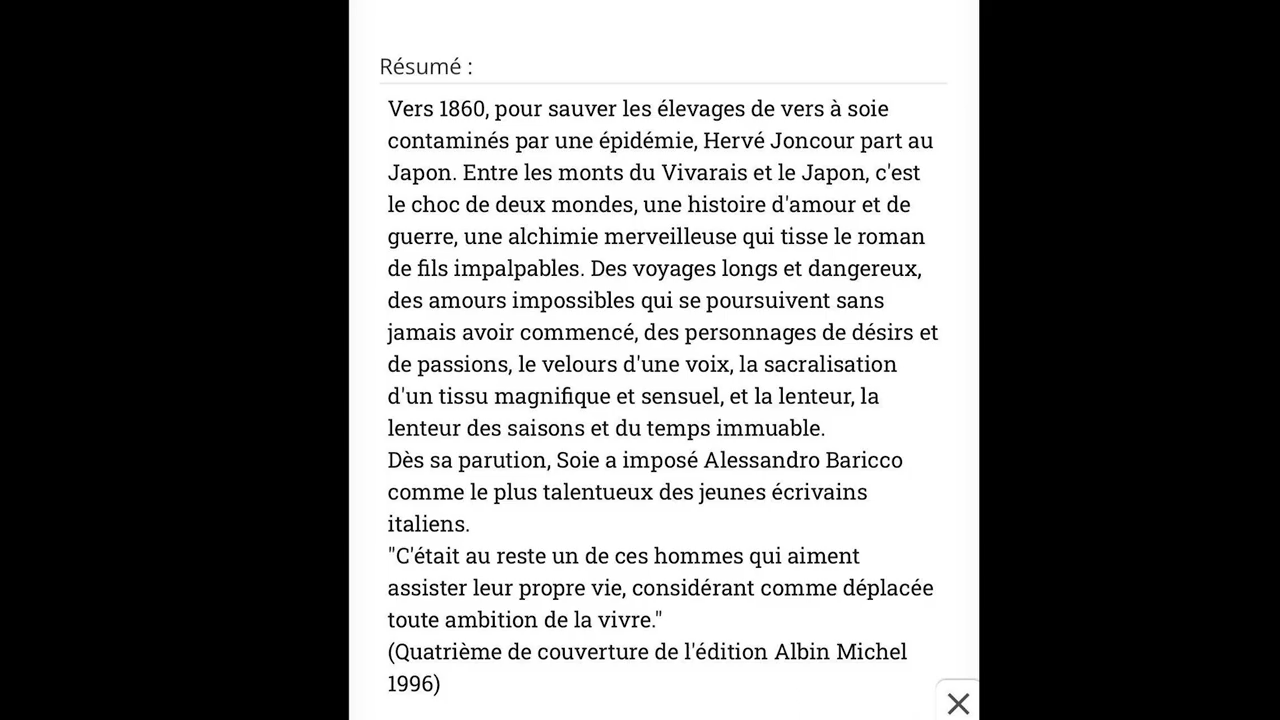 Résumé :
Vers 1860, pour sauver les élevages de vers à soie
contaminés par une épidémie, Hervé Joncour part au
Japon. Entre les monts du Vivarais et le Japon, c'est
le choc de deux mondes, une histoire d'amour et de
guerre, une alchimie merveilleuse qui tisse le roman
de fils impalpables. Des voyages longs et dangereux,
des amours impossibles qui se poursuivent sans
jamais avoir commencé, des personnages de désirs et
de passions, le velours d'une voix, la sacralisation
d'un tissu magnifique et sensuel, et la lenteur, la
lenteur des saisons et du temps immuable.
Dès sa parution, Soie a imposé Alessandro Baricco
comme le plus talentueux des jeunes écrivains
italiens.
"C'était au reste un de ces hommes qui aiment
assister leur propre vie, considérant comme déplacée
toute ambition de la vivre."
(Quatrième de couverture de l'édition Albin Michel
1996)